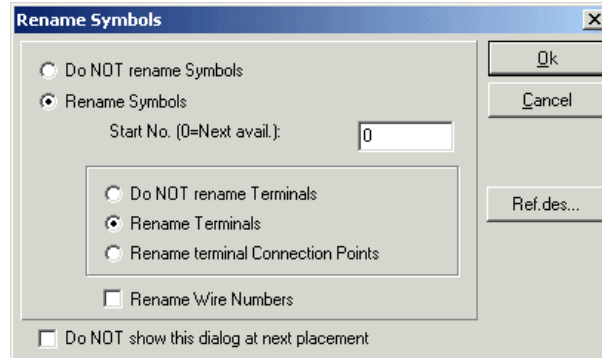 Rename Symbols
Do NOT rename Symbols
Rename Symbols
Start No. (0=Next avail.): 0
Do NOT rename Terminals
Rename Terminals
Rename terminal Connection Points
Rename Wire Numbers
Do NOT show this dialog at next placement
Ok
Cancel
Ref.des...